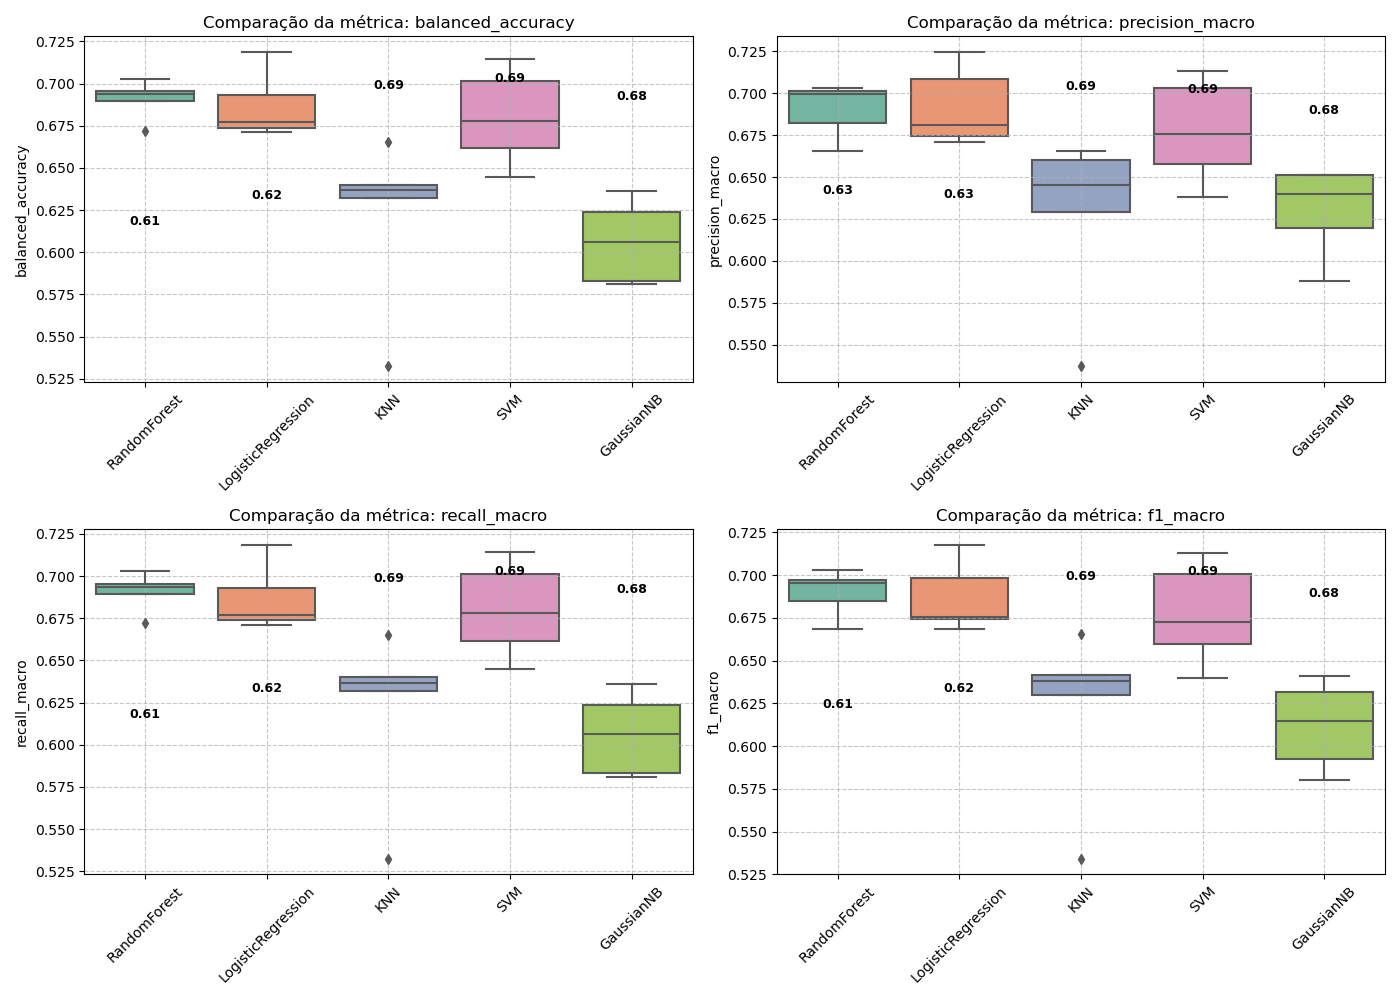 Comparação da métrica: balanced_accuracy
balanced_accuracy
0.725
0.700
0.675
0.650
0.625
0.600
0.575
0.550
0.525
0.61
0.62
0.69
0.69
0.68
RandomForest
LogisticRegression
KNN
SVM
GaussianNB
Comparação da métrica: precision_macro
precision_macro
0.725
0.700
0.675
0.650
0.625
0.600
0.575
0.550
0.63
0.63
0.69
0.69
0.68
RandomForest
LogisticRegression
KNN
SVM
GaussianNB
Comparação da métrica: recall_macro
recall_macro
0.725
0.700
0.675
0.650
0.625
0.600
0.575
0.550
0.525
0.61
0.62
0.69
0.69
0.68
RandomForest
LogisticRegression
KNN
SVM
GaussianNB
Comparação da métrica: f1_macro
f1_macro
0.725
0.700
0.675
0.650
0.625
0.600
0.575
0.550
0.525
0.61
0.62
0.69
0.69
0.68
RandomForest
LogisticRegression
KNN
SVM
GaussianNB